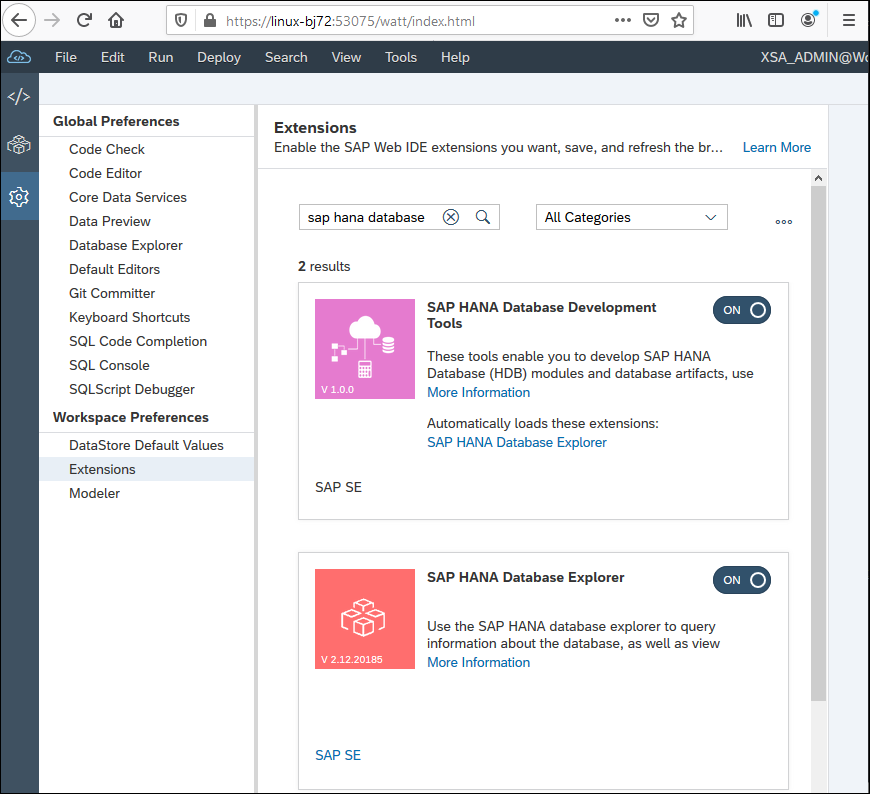 https://linux-bj72:53075/watt/index.html
File Edit Run Deploy Search View Tools Help XSA_ADMIN@Wo
Global Preferences
Code Check
Code Editor
Core Data Services
Data Preview
Database Explorer
Default Editors
Git Committer
Keyboard Shortcuts
SQL Code Completion
SQL Console
SQLScript Debugger
Workspace Preferences
DataStore Default Values
Extensions
Modeler
Extensions
Enable the SAP Web IDE extensions you want, save, and refresh the br... Learn More
sap hana database All Categories
2 results
SAP HANA Database Development
Tools
ON
V 1.0.0
These tools enable you to develop SAP HANA
Database (HDB) modules and database artifacts, use
More Information
Automatically loads these extensions:
SAP HANA Database Explorer
SAP SE
SAP HANA Database Explorer
ON
V 2.12.20185
Use the SAP HANA database explorer to query
information about the database, as well as view
More Information
SAP SE